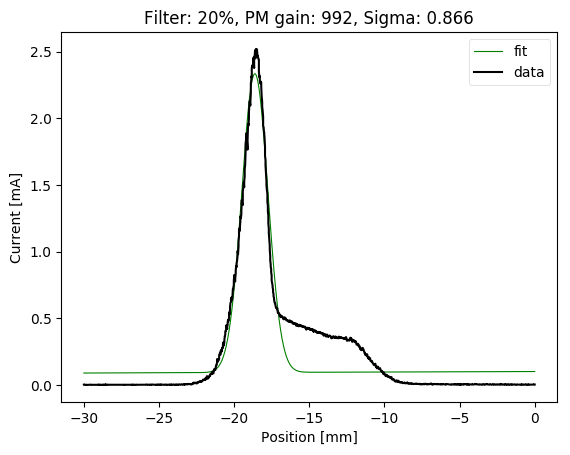 Filter: 20%, PM gain: 992, Sigma: 0.866
fit
data
Current [mA]
2.5
2.0
1.5
1.0
0.5
0.0
−30
−25
−20
−15
−10
−5
0
Position [mm]